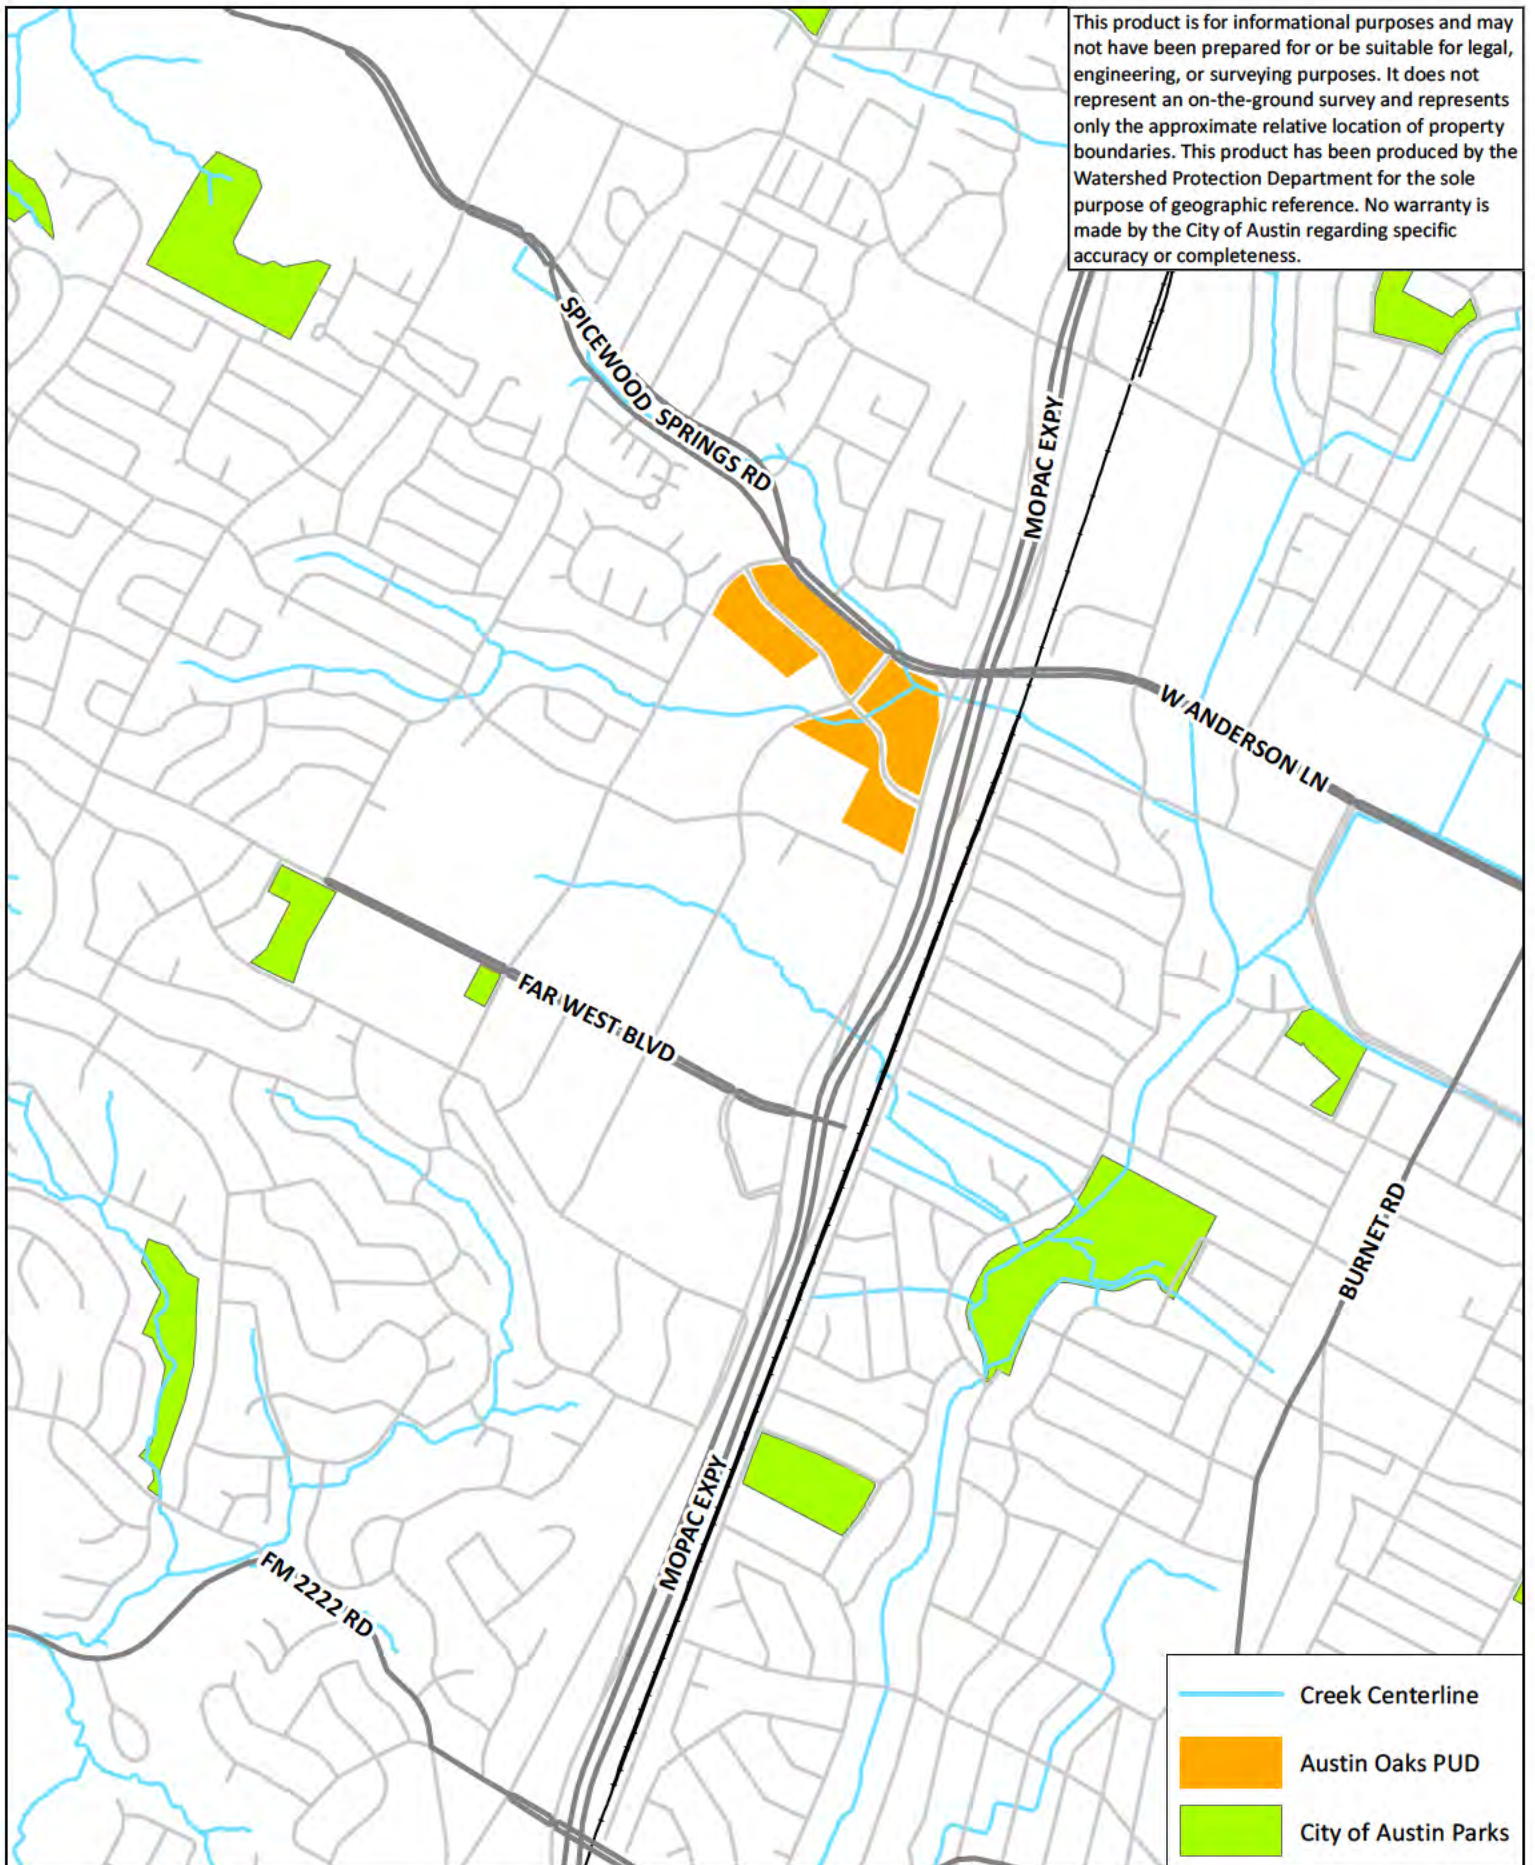 This product is for informational purposes and may
not have been prepared for or be suitable for legal,
engineering, or surveying purposes. It does not
represent an on-the-ground survey and represents
only the approximate relative location of property
boundaries. This product has been produced by the
Watershed Protection Department for the sole
purpose of geographic reference. No warranty is
made by the City of Austin regarding specific
accuracy or completeness.
SPICEWOOD SPRINGS RD
MOPAC EXPY
W ANDERSON LN
FAR WEST BLVD
BURNET RD
MOPAC EXPY
FM 2222 RD
Creek Centerline
Austin Oaks PUD
City of Austin Parks